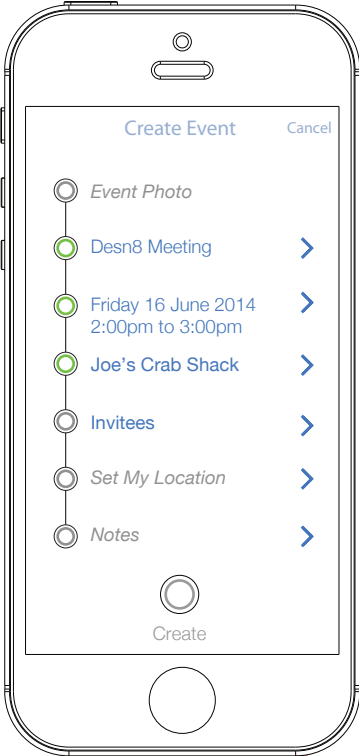 Create Event
Cancel
Event Photo
Desn8 Meeting
Friday 16 June 2014
2:00pm to 3:00pm
Joe's Crab Shack
Invitees
Set My Location
Notes
Create